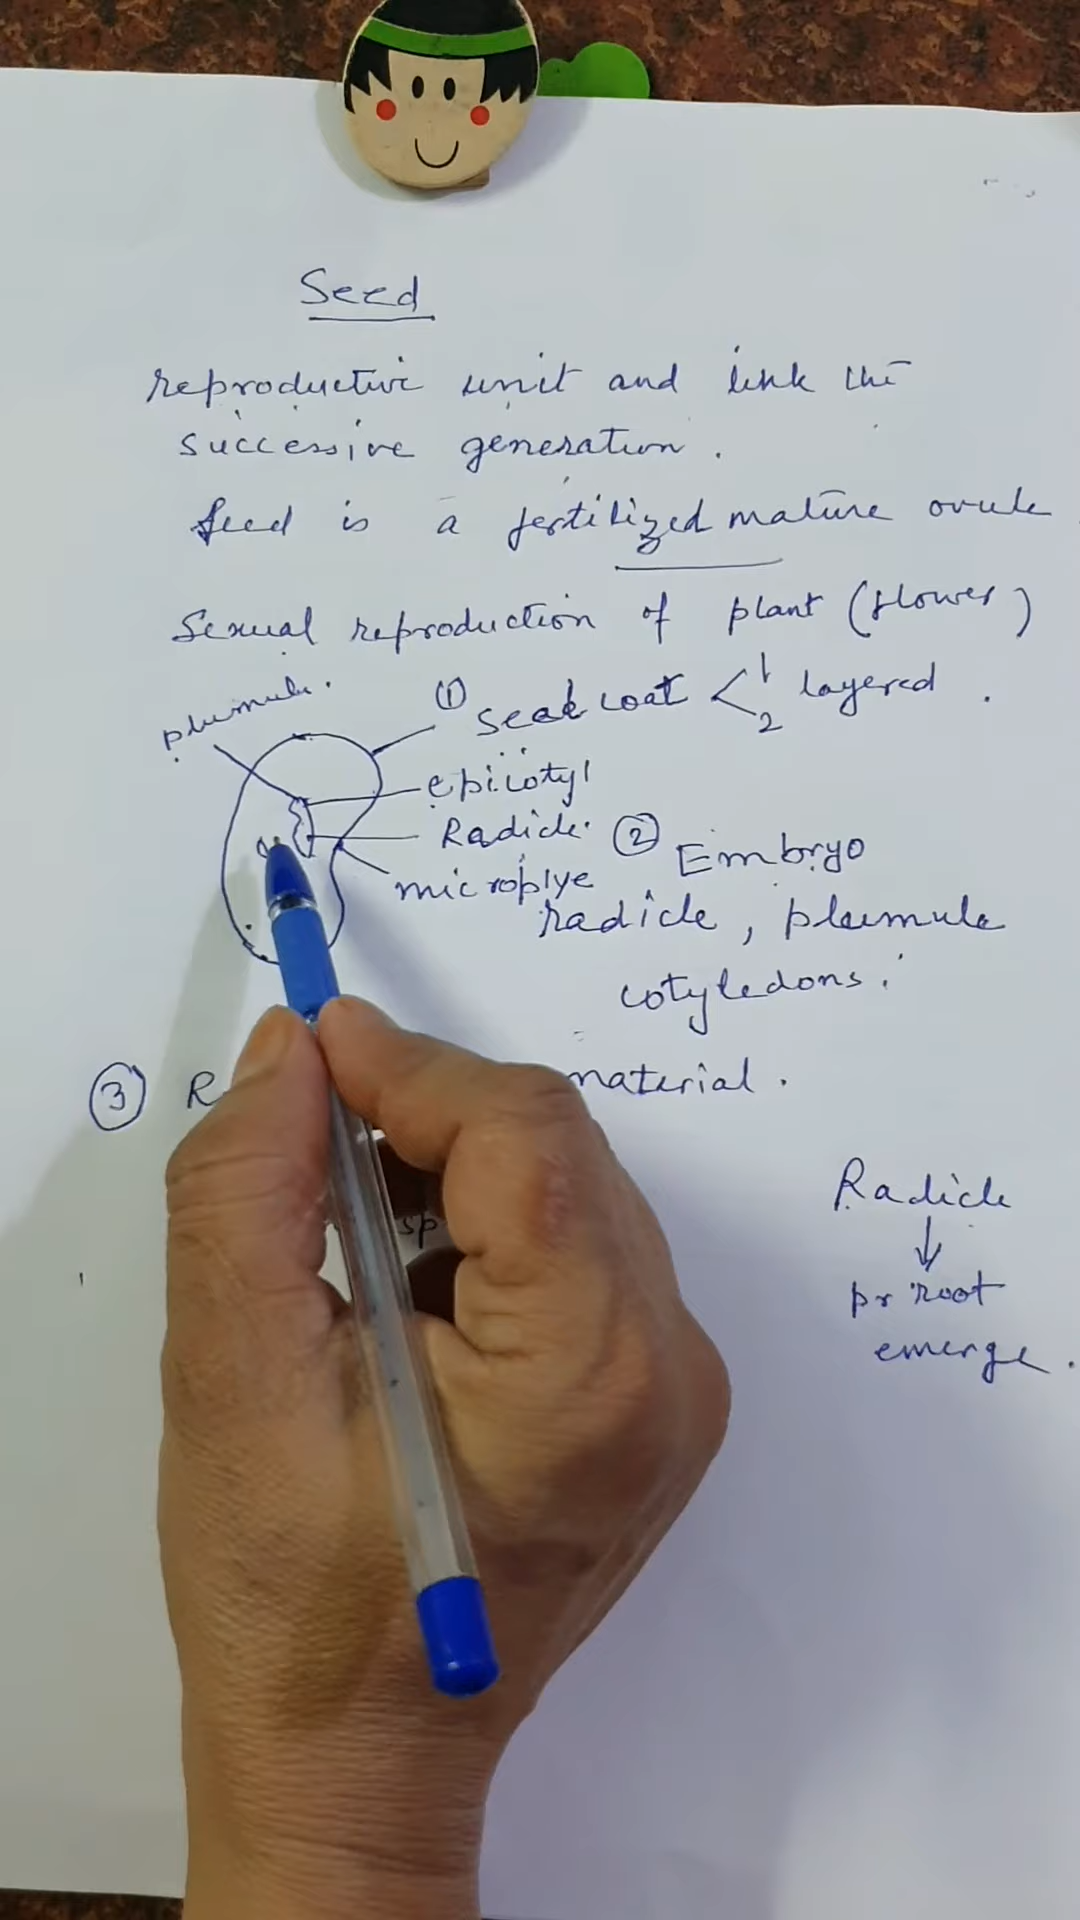 Seed
reproductive unit and link the
successive generation.
Seed is a fertilized mature ovule
Sexual reproduction of plant (flower)
plumule.
① Seed coat < 1 2 layered.
epicotyl
Radicle.
microplye
② Embryo
radicle, plumule
cotyledons.
③ R material.
sp
Radicle
↓
pr root
emerge.